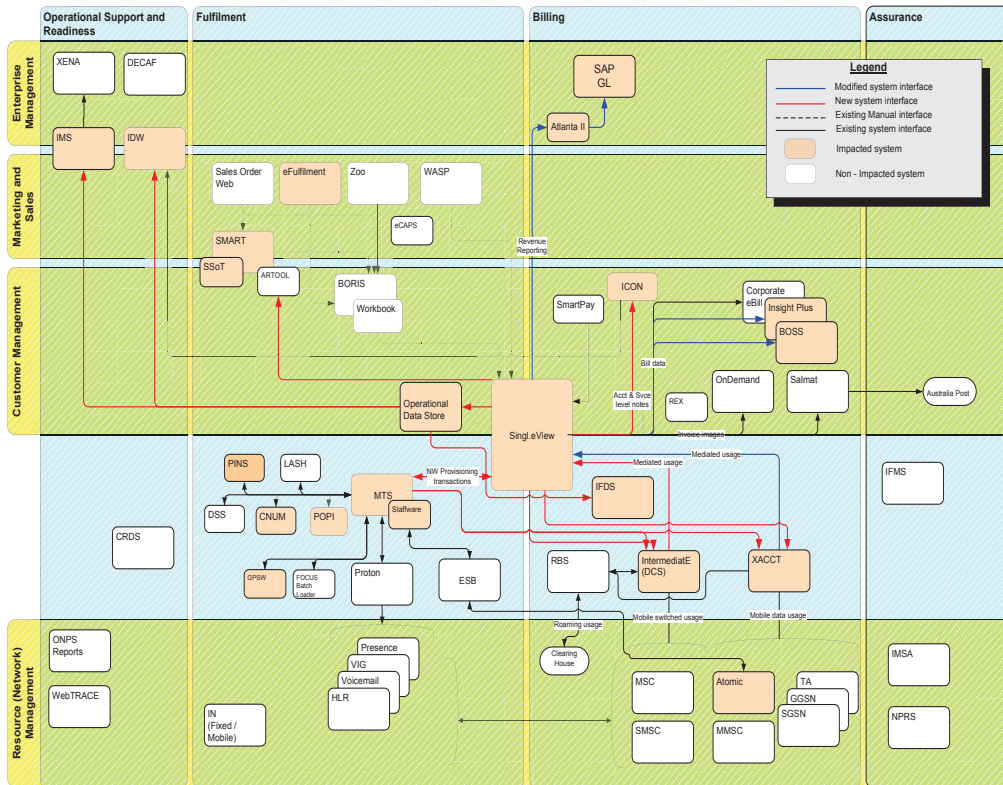 Operational Support and
Readiness
Fulfilment
Billing
Assurance
Enterprise
Management
XENA
DECAF
SAP
GL
Atlanta II
IMS
IDW
Legend
Modified system interface
New system interface
Existing Manual interface
Existing system interface
Impacted system
Non - Impacted system
Marketing and
Sales
Sales Order
Web
eFulfilment
Zoo
WASP
eCAPS
SMART
SSoT
Revenue
Reporting
Customer Management
ARTOOL
BORIS
Workbook
SmartPay
ICON
Corporate
eBill
Insight Plus
BOSS
Bill data
Operational
Data Store
Singl.eView
Acct & Svce
level notes
REX
OnDemand
Salmat
Australia Post
Invoice images
Mediated usage
Mediated usage
NW Provisioning
transactions
PINS
LASH
MTS
Staffware
DSS
CNUM
POPI
IFDS
IFMS
CRDS
GPSW
FOCUS
Batch
Loader
Proton
ESB
RBS
IntermediatE
(DCS)
XACCT
Roaming usage
Mobile switched usage
Mobile data usage
Resource (Network)
Management
ONPS
Reports
WebTRACE
Presence
VIG
Voicemail
HLR
IN
(Fixed /
Mobile)
Clearing
House
MSC
Atomic
TA
GGSN
SGSN
SMSC
MMSC
IMSA
NPRS